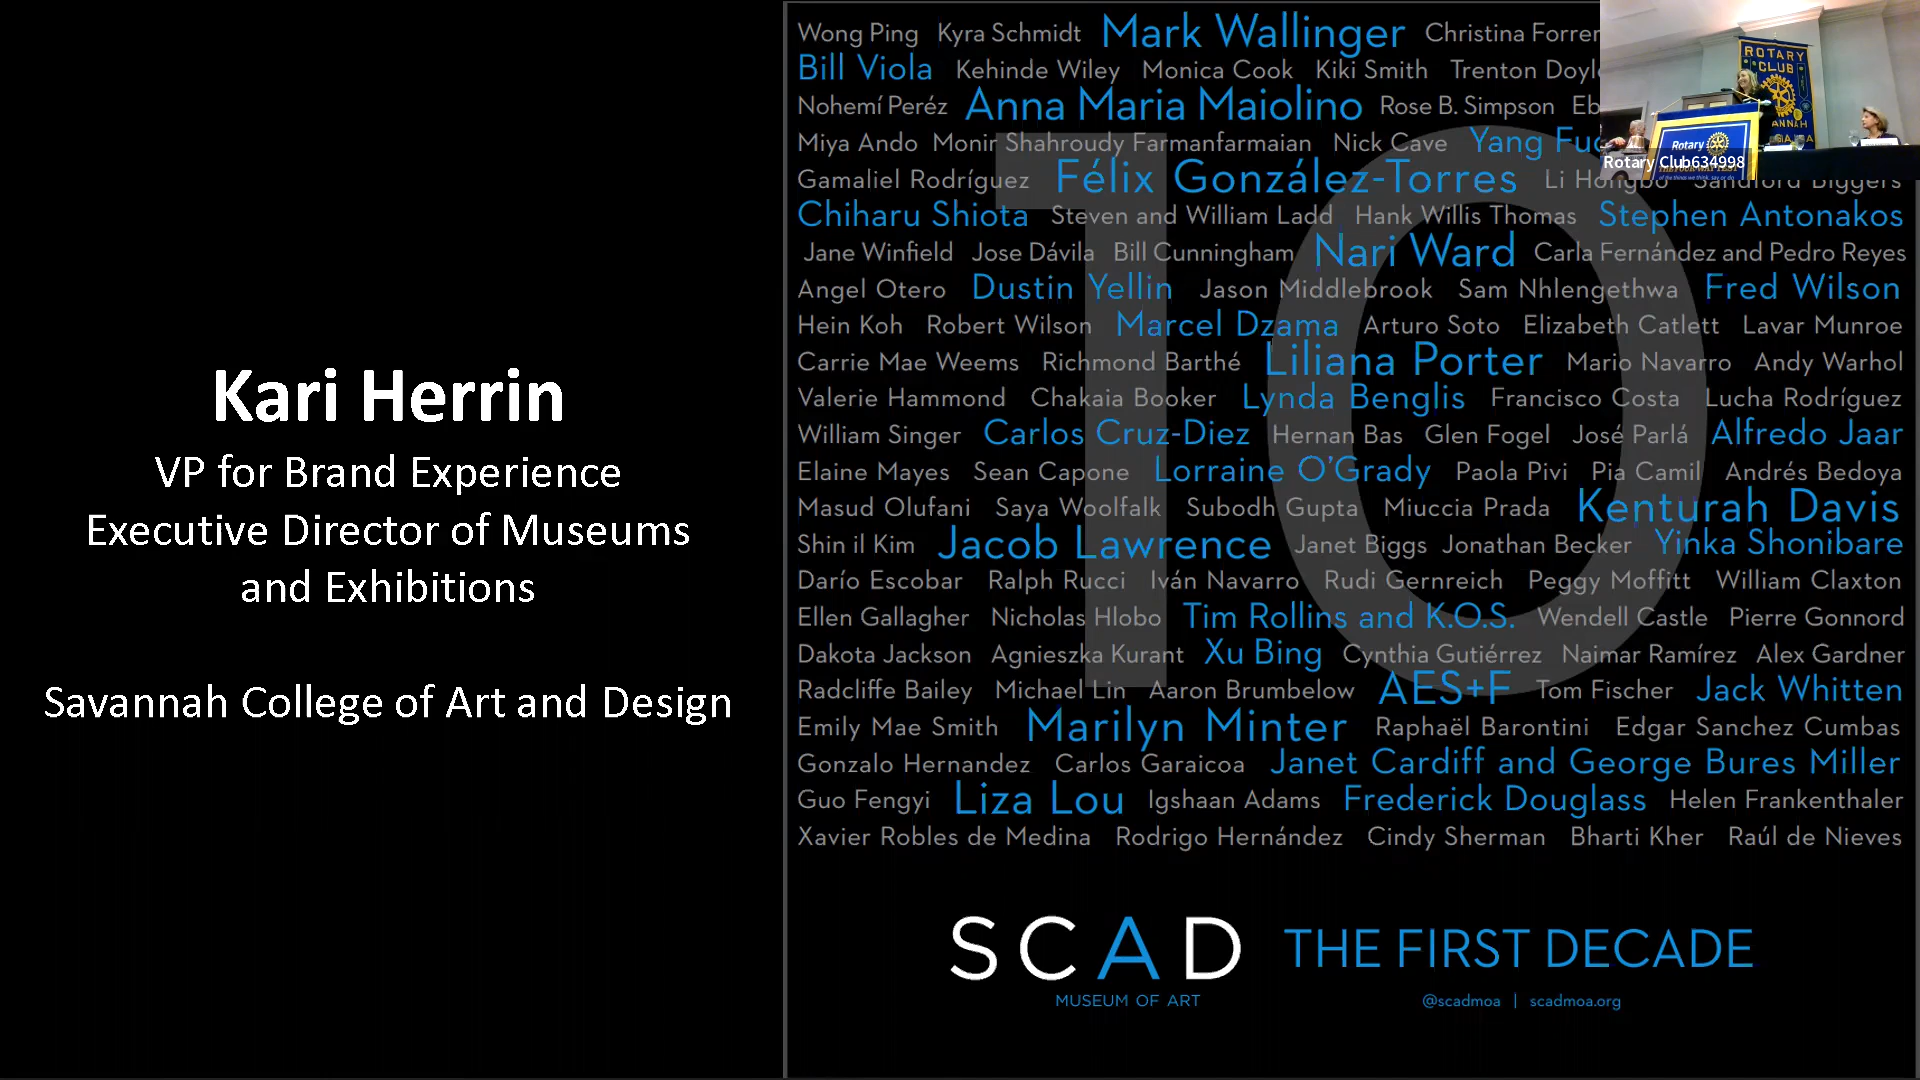 Kari Herrin
VP for Brand Experience
Executive Director of Museums
and Exhibitions
Savannah College of Art and Design
Wong Ping Kyra Schmidt Mark Wallinger Christina Forrer
Bill Viola Kehinde Wiley Monica Cook Kiki Smith Trenton Doyle
Nohemí Peréz Anna Maria Maiolino Rose B. Simpson Eb
Miya Ando Monir Shahroudy Farmanfarmaian Nick Cave Yang Fud
Gamaliel Rodríguez Félix González-Torres Li Hongbo Sandford Biggers
Chiharu Shiota Steven and William Ladd Hank Willis Thomas Stephen Antonakos
Jane Winfield Jose Dávila Bill Cunningham Nari Ward Carla Fernández and Pedro Reyes
Angel Otero Dustin Yellin Jason Middlebrook Sam Nhlengethwa Fred Wilson
Hein Koh Robert Wilson Marcel Dzama Arturo Soto Elizabeth Catlett Lavar Munroe
Carrie Mae Weems Richmond Barthé Liliana Porter Mario Navarro Andy Warhol
Valerie Hammond Chakaia Booker Lynda Benglis Francisco Costa Lucha Rodríguez
William Singer Carlos Cruz-Diez Hernan Bas Glen Fogel José Parlá Alfredo Jaar
Elaine Mayes Sean Capone Lorraine O'Grady Paola Pivi Pia Camil Andrés Bedoya
Masud Olufani Saya Woolfalk Subodh Gupta Miuccia Prada Kenturah Davis
Shin il Kim Jacob Lawrence Janet Biggs Jonathan Becker Yinka Shonibare
Darío Escobar Ralph Rucci Iván Navarro Rudi Gernreich Peggy Moffitt William Claxton
Ellen Gallagher Nicholas Hlobo Tim Rollins and K.O.S. Wendell Castle Pierre Gonnord
Dakota Jackson Agnieszka Kurant Xu Bing Cynthia Gutiérrez Naimar Ramírez Alex Gardner
Radcliffe Bailey Michael Lin Aaron Brumbelow AES+F Tom Fischer Jack Whitten
Emily Mae Smith Marilyn Minter Raphaël Barontini Edgar Sanchez Cumbas
Gonzalo Hernandez Carlos Garaicoa Janet Cardiff and George Bures Miller
Guo Fengyi Liza Lou Igshaan Adams Frederick Douglass Helen Frankenthaler
Xavier Robles de Medina Rodrigo Hernández Cindy Sherman Bharti Kher Raúl de Nieves
10
SCAD THE FIRST DECADE
MUSEUM OF ART @scadmoa | scadmoa.org
ROTARY
CLUB
Rotary
Rotary Club634998